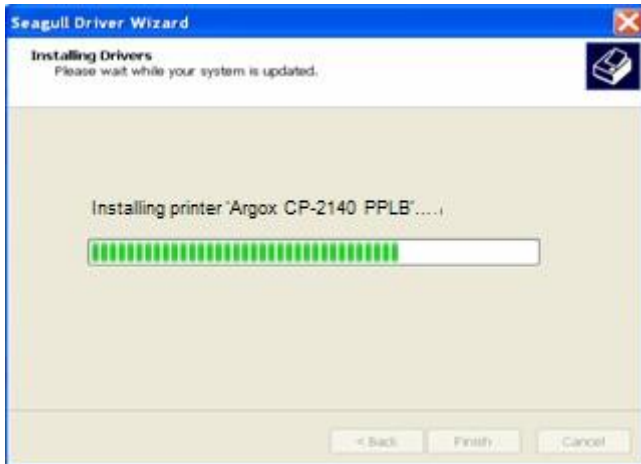 Seagull Driver Wizard
Installing Drivers
Please wait while your system is updated.
Installing printer 'Argox CP-2140 PPLB'.....
< Back Finish Cancel